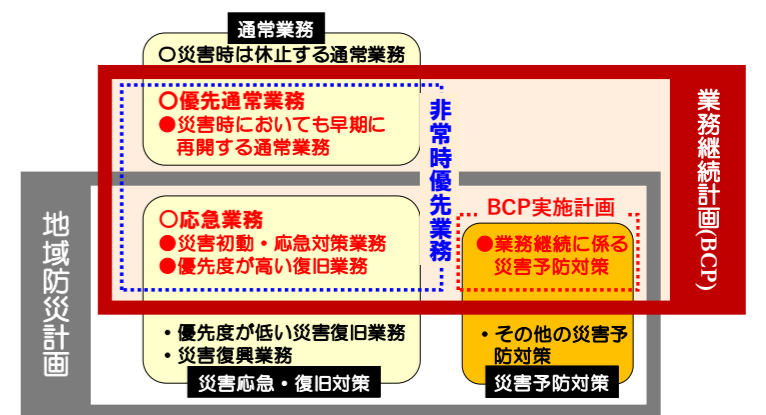 通常業務
〇災害時は休止する通常業務
〇優先通常業務
●災害時においても早期に
再開する通常業務
非常時優先業務
業務継続計画(BCP)
地域防災計画
〇応急業務
●災害初動・応急対策業務
●優先度が高い復旧業務
BCP実施計画
●業務継続に係る
災害予防対策
・優先度が低い災害復旧業務
・災害復興業務
・その他の災害予
防対策
災害応急・復旧対策
災害予防対策